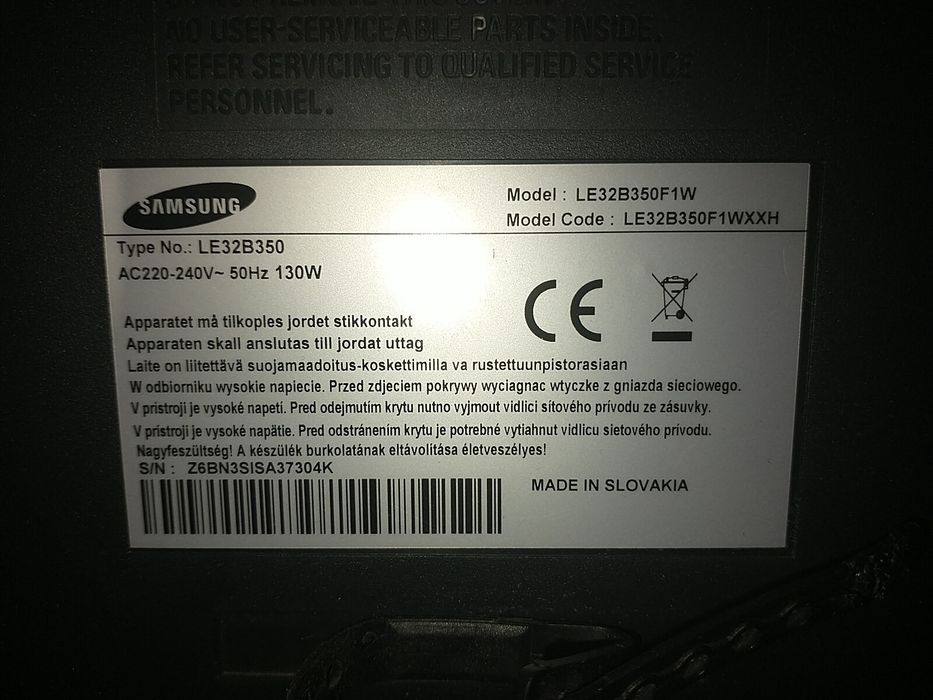 NO USER-SERVICEABLE PARTS INSIDE.
REFER SERVICING TO QUALIFIED SERVICE
PERSONNEL.
SAMSUNG
Model : LE32B350F1W
Model Code : LE32B350F1WXXH
Type No.: LE32B350
AC220-240V~ 50Hz 130W
Apparatet må tilkoples jordet stikkontakt
Apparaten skall anslutas till jordat uttag
Laite on liitettävä suojamaadoitus-koskettimilla va rustettuunpistorasiaan
W odbiorniku wysokie napiecie. Przed zdjeciem pokrywy wyciagnac wtyczke z gniazda sieciowego.
V pristroji je vysoké napetí. Pred odejmutím krytu nutno vyjmout vidlici sítového prívodu ze zásuvky.
V pristroji je vysoké napätie. Pred odstránením krytu je potrebné vytiahnut vidlicu sietového prívodu.
Nagyfeszültség! A készülék burkolatának eltávolítása életveszélyes!
S/N : Z6BN3SISA37304K
MADE IN SLOVAKIA
CE